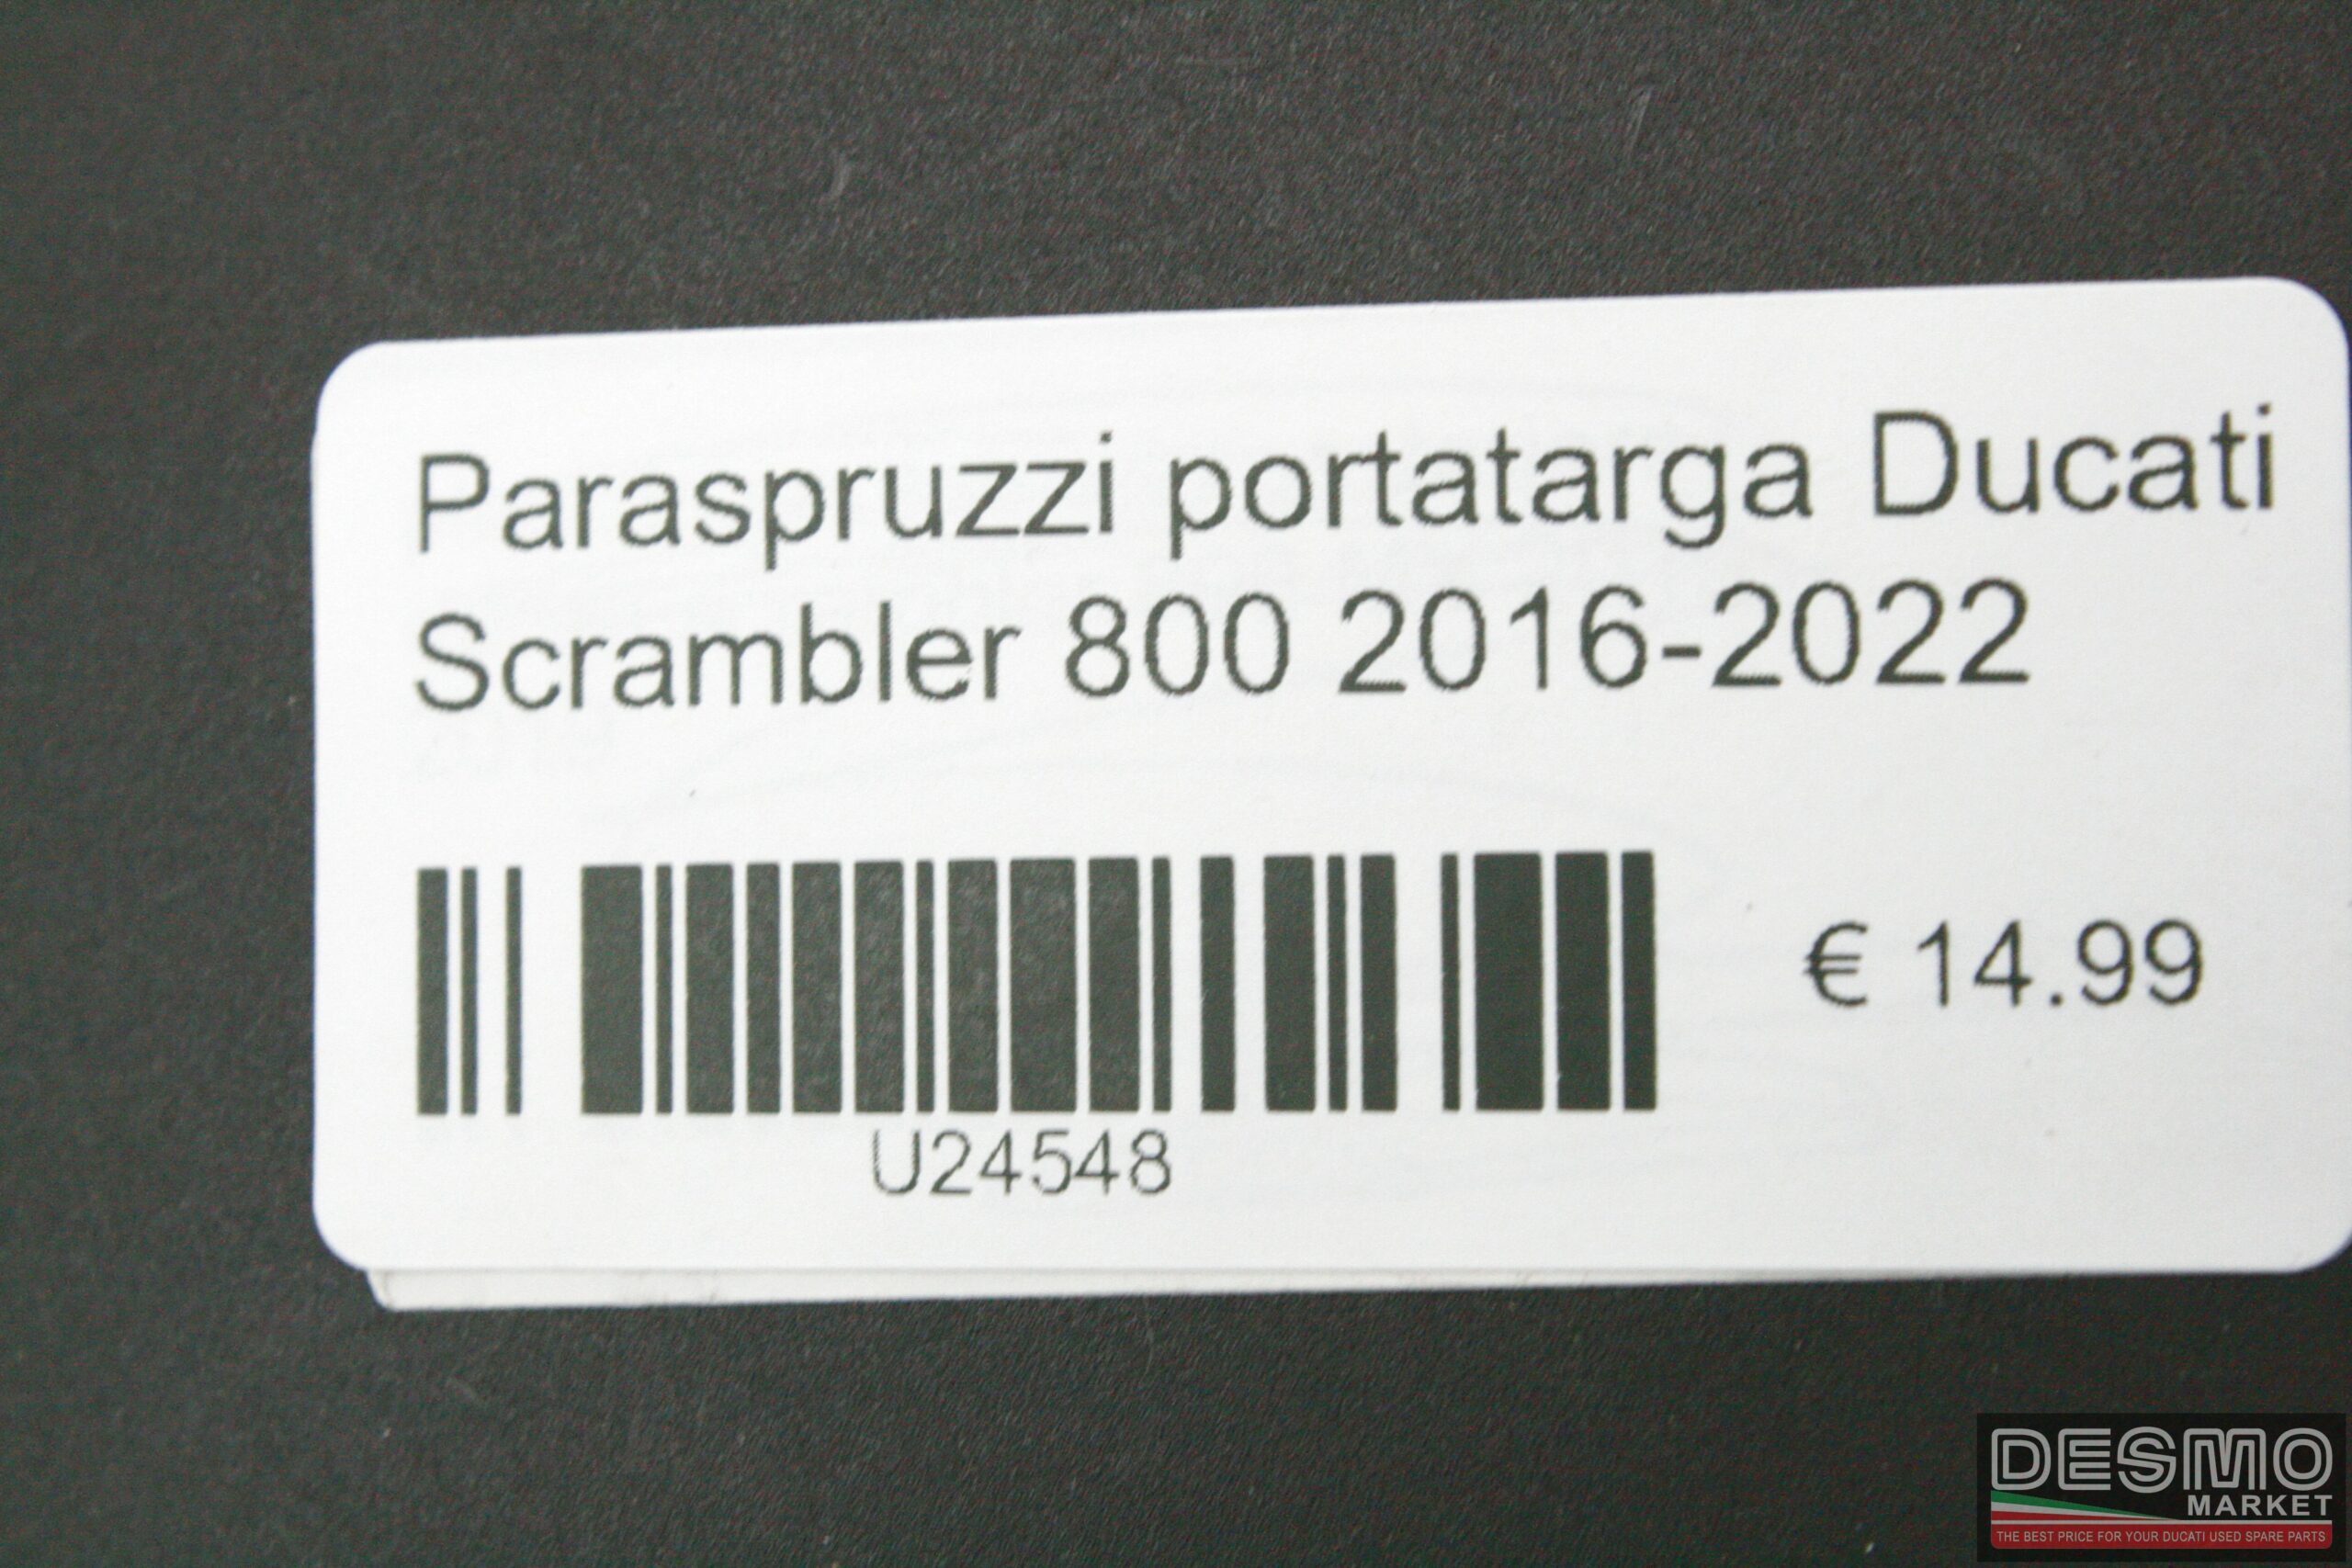 Paraspruzzi portatarga Ducati
Scrambler 800 2016-2022
€ 14.99
U24548
DESMO
MARKET
THE BEST PRICE FOR YOUR DUCATI USED SPARE PARTS